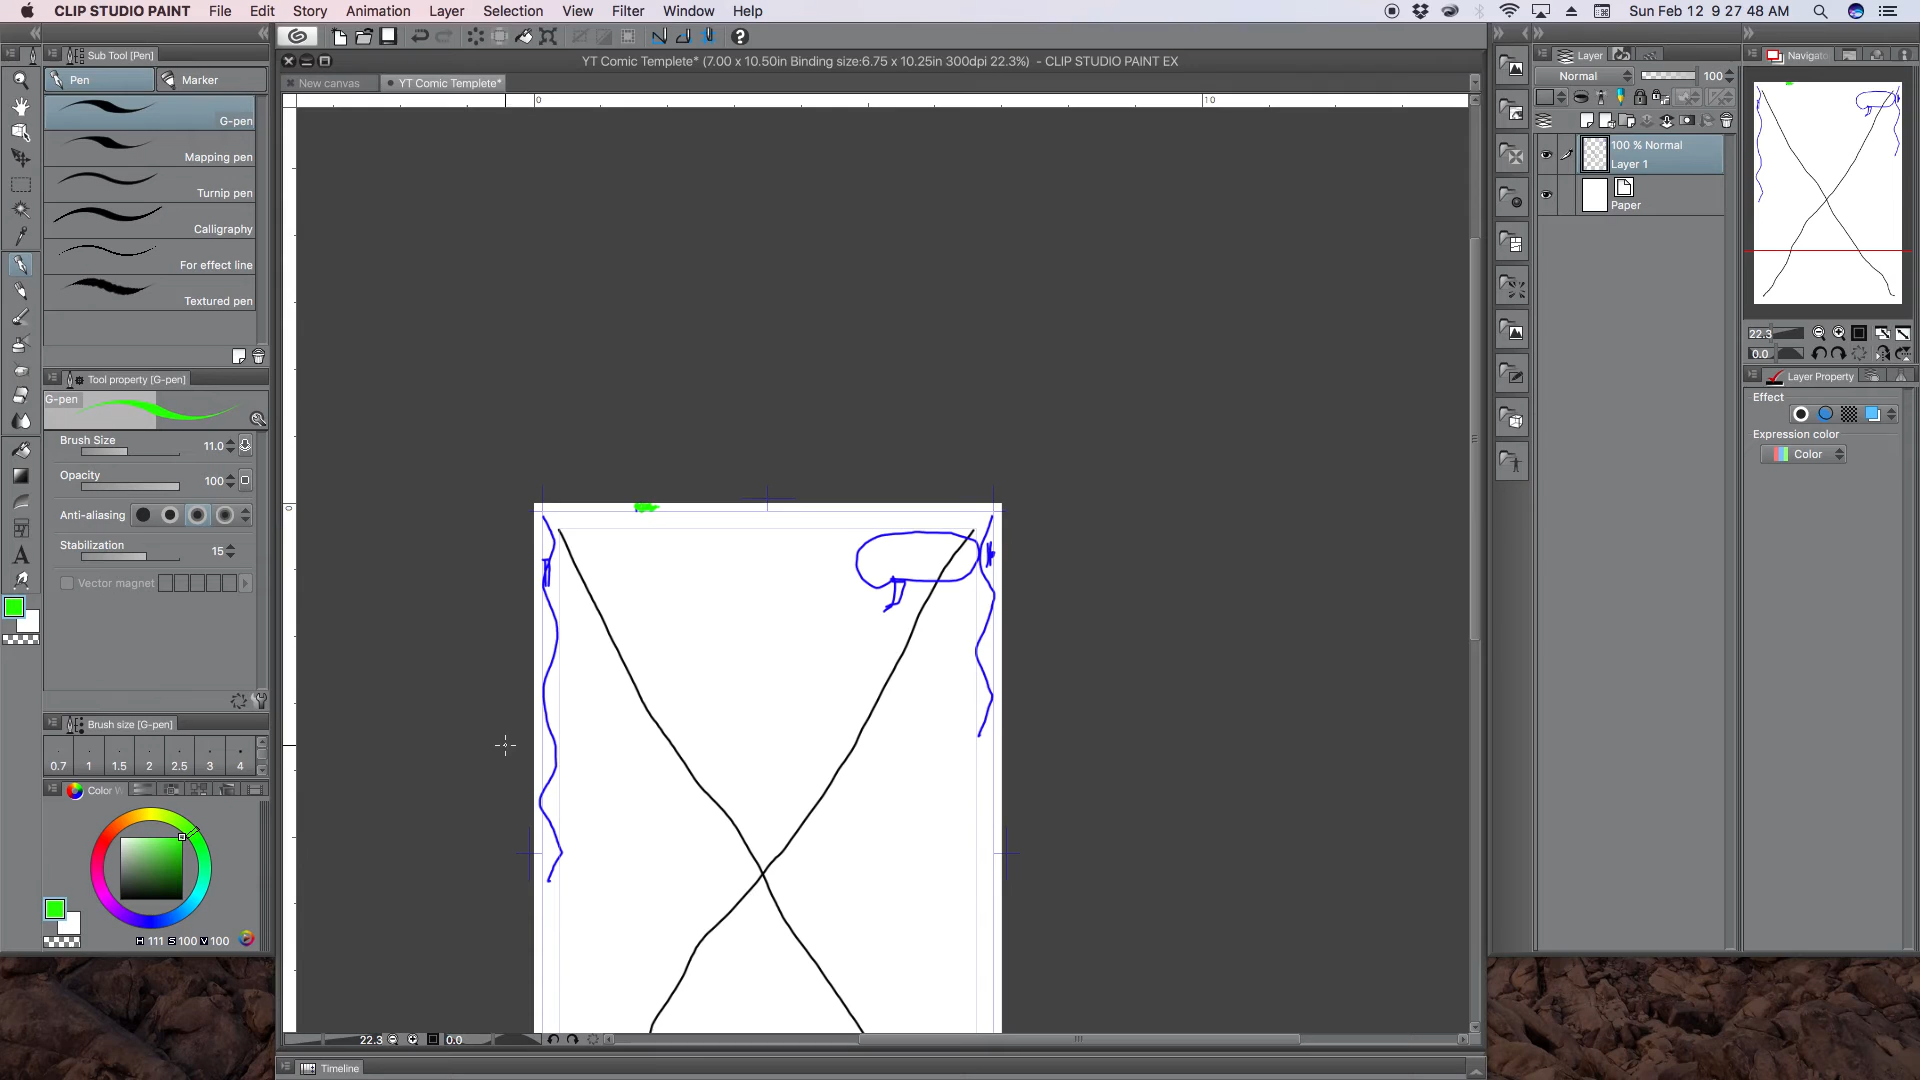 CLIP STUDIO PAINT File Edit Story Animation Layer Selection View Filter Window Help Sun Feb 12 9 27 48 AM
Sub Tool [Pen]
Pen
Marker
G-pen
Mapping pen
Turnip pen
Calligraphy
For effect line
Textured pen
Tool property [G-pen]
G-pen
Brush Size 11.0
Opacity 100
Anti-aliasing
Stabilization 15
Vector magnet
Brush size [G-pen]
0.7 1 1.5 2 2.5 3 4
Color W
H 111 S 100 V 100
YT Comic Templete* (7.00 x 10.50in Binding size:6.75 x 10.25in 300dpi 22.3%) - CLIP STUDIO PAINT EX
New canvas
YT Comic Templete*
0 10
0
22.3 0.0
Timeline
Layer
Normal 100
100 % Normal
Layer 1
Paper
Navigato
22.3
0.0
Layer Property
Effect
Expression color
Color